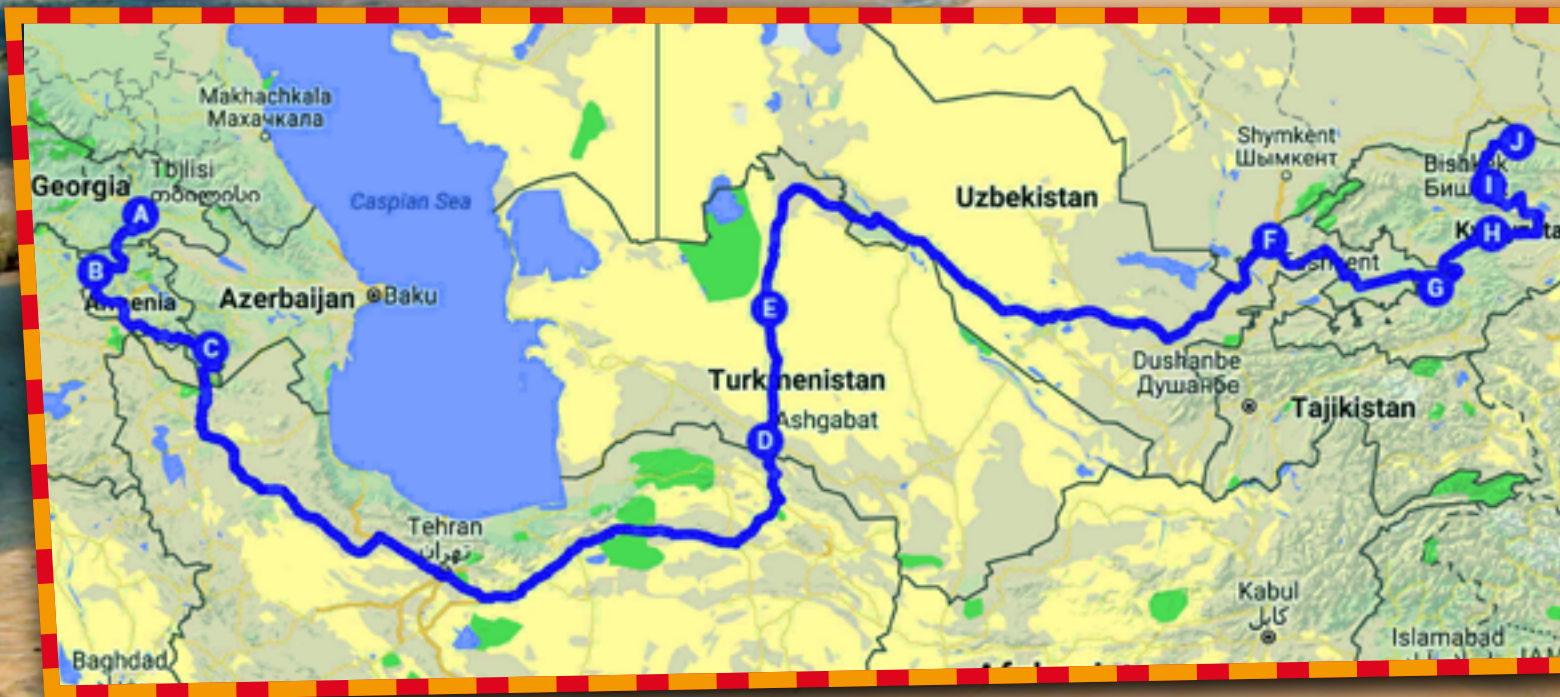 Makhachkala
Махачкала
Georgia
Tbilisi
თბილისი
A
B
Armenia
Azerbaijan
Baku
C
Caspian Sea
Tehran
تهران
Baghdad
Uzbekistan
E
Turkmenistan
D
Ashgabat
Shymkent
Шымкент
F
Tashkent
Dushanbe
Душанбе
Tajikistan
Bishkek
J
I
H
G
Kabul
کابل
Islamabad